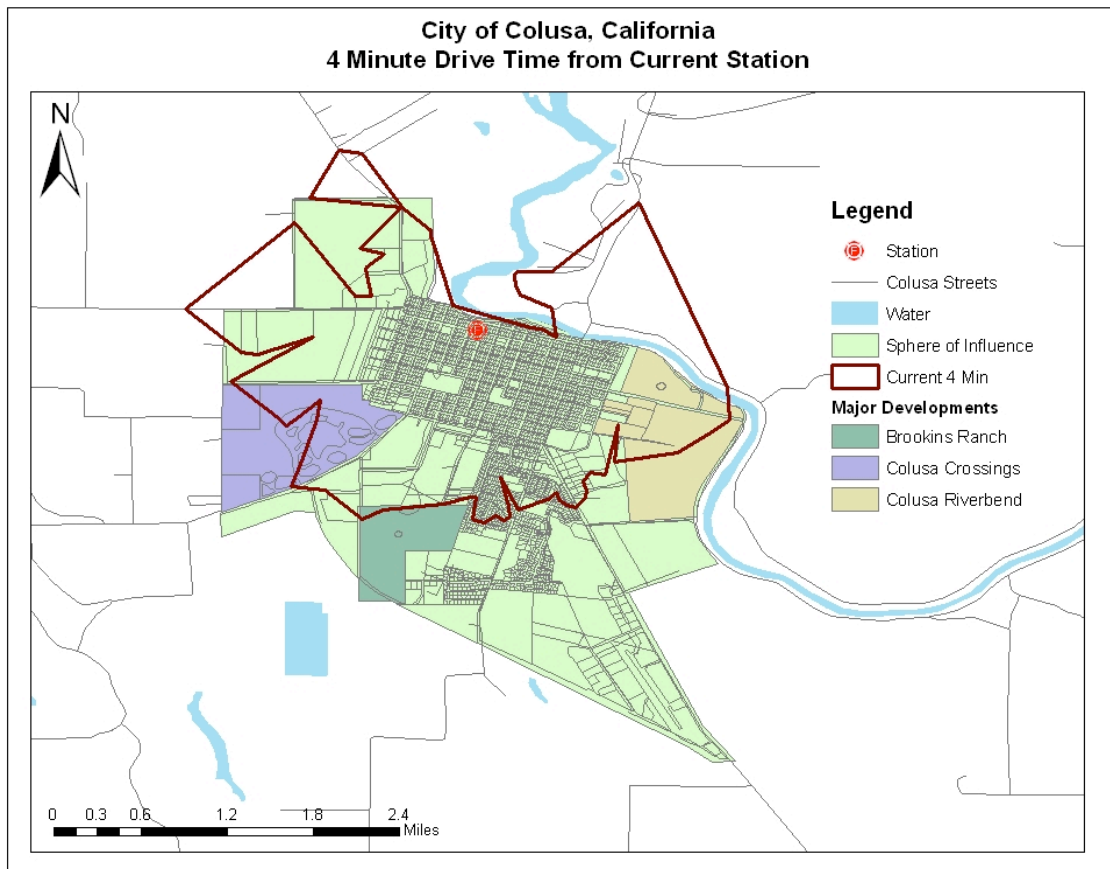 City of Colusa, California
4 Minute Drive Time from Current Station
N
Legend
F
Station
Colusa Streets
Water
Sphere of Influence
Current 4 Min
Major Developments
Brookins Ranch
Colusa Crossings
Colusa Riverbend
F
0 0.3 0.6 1.2 1.8 2.4
Miles